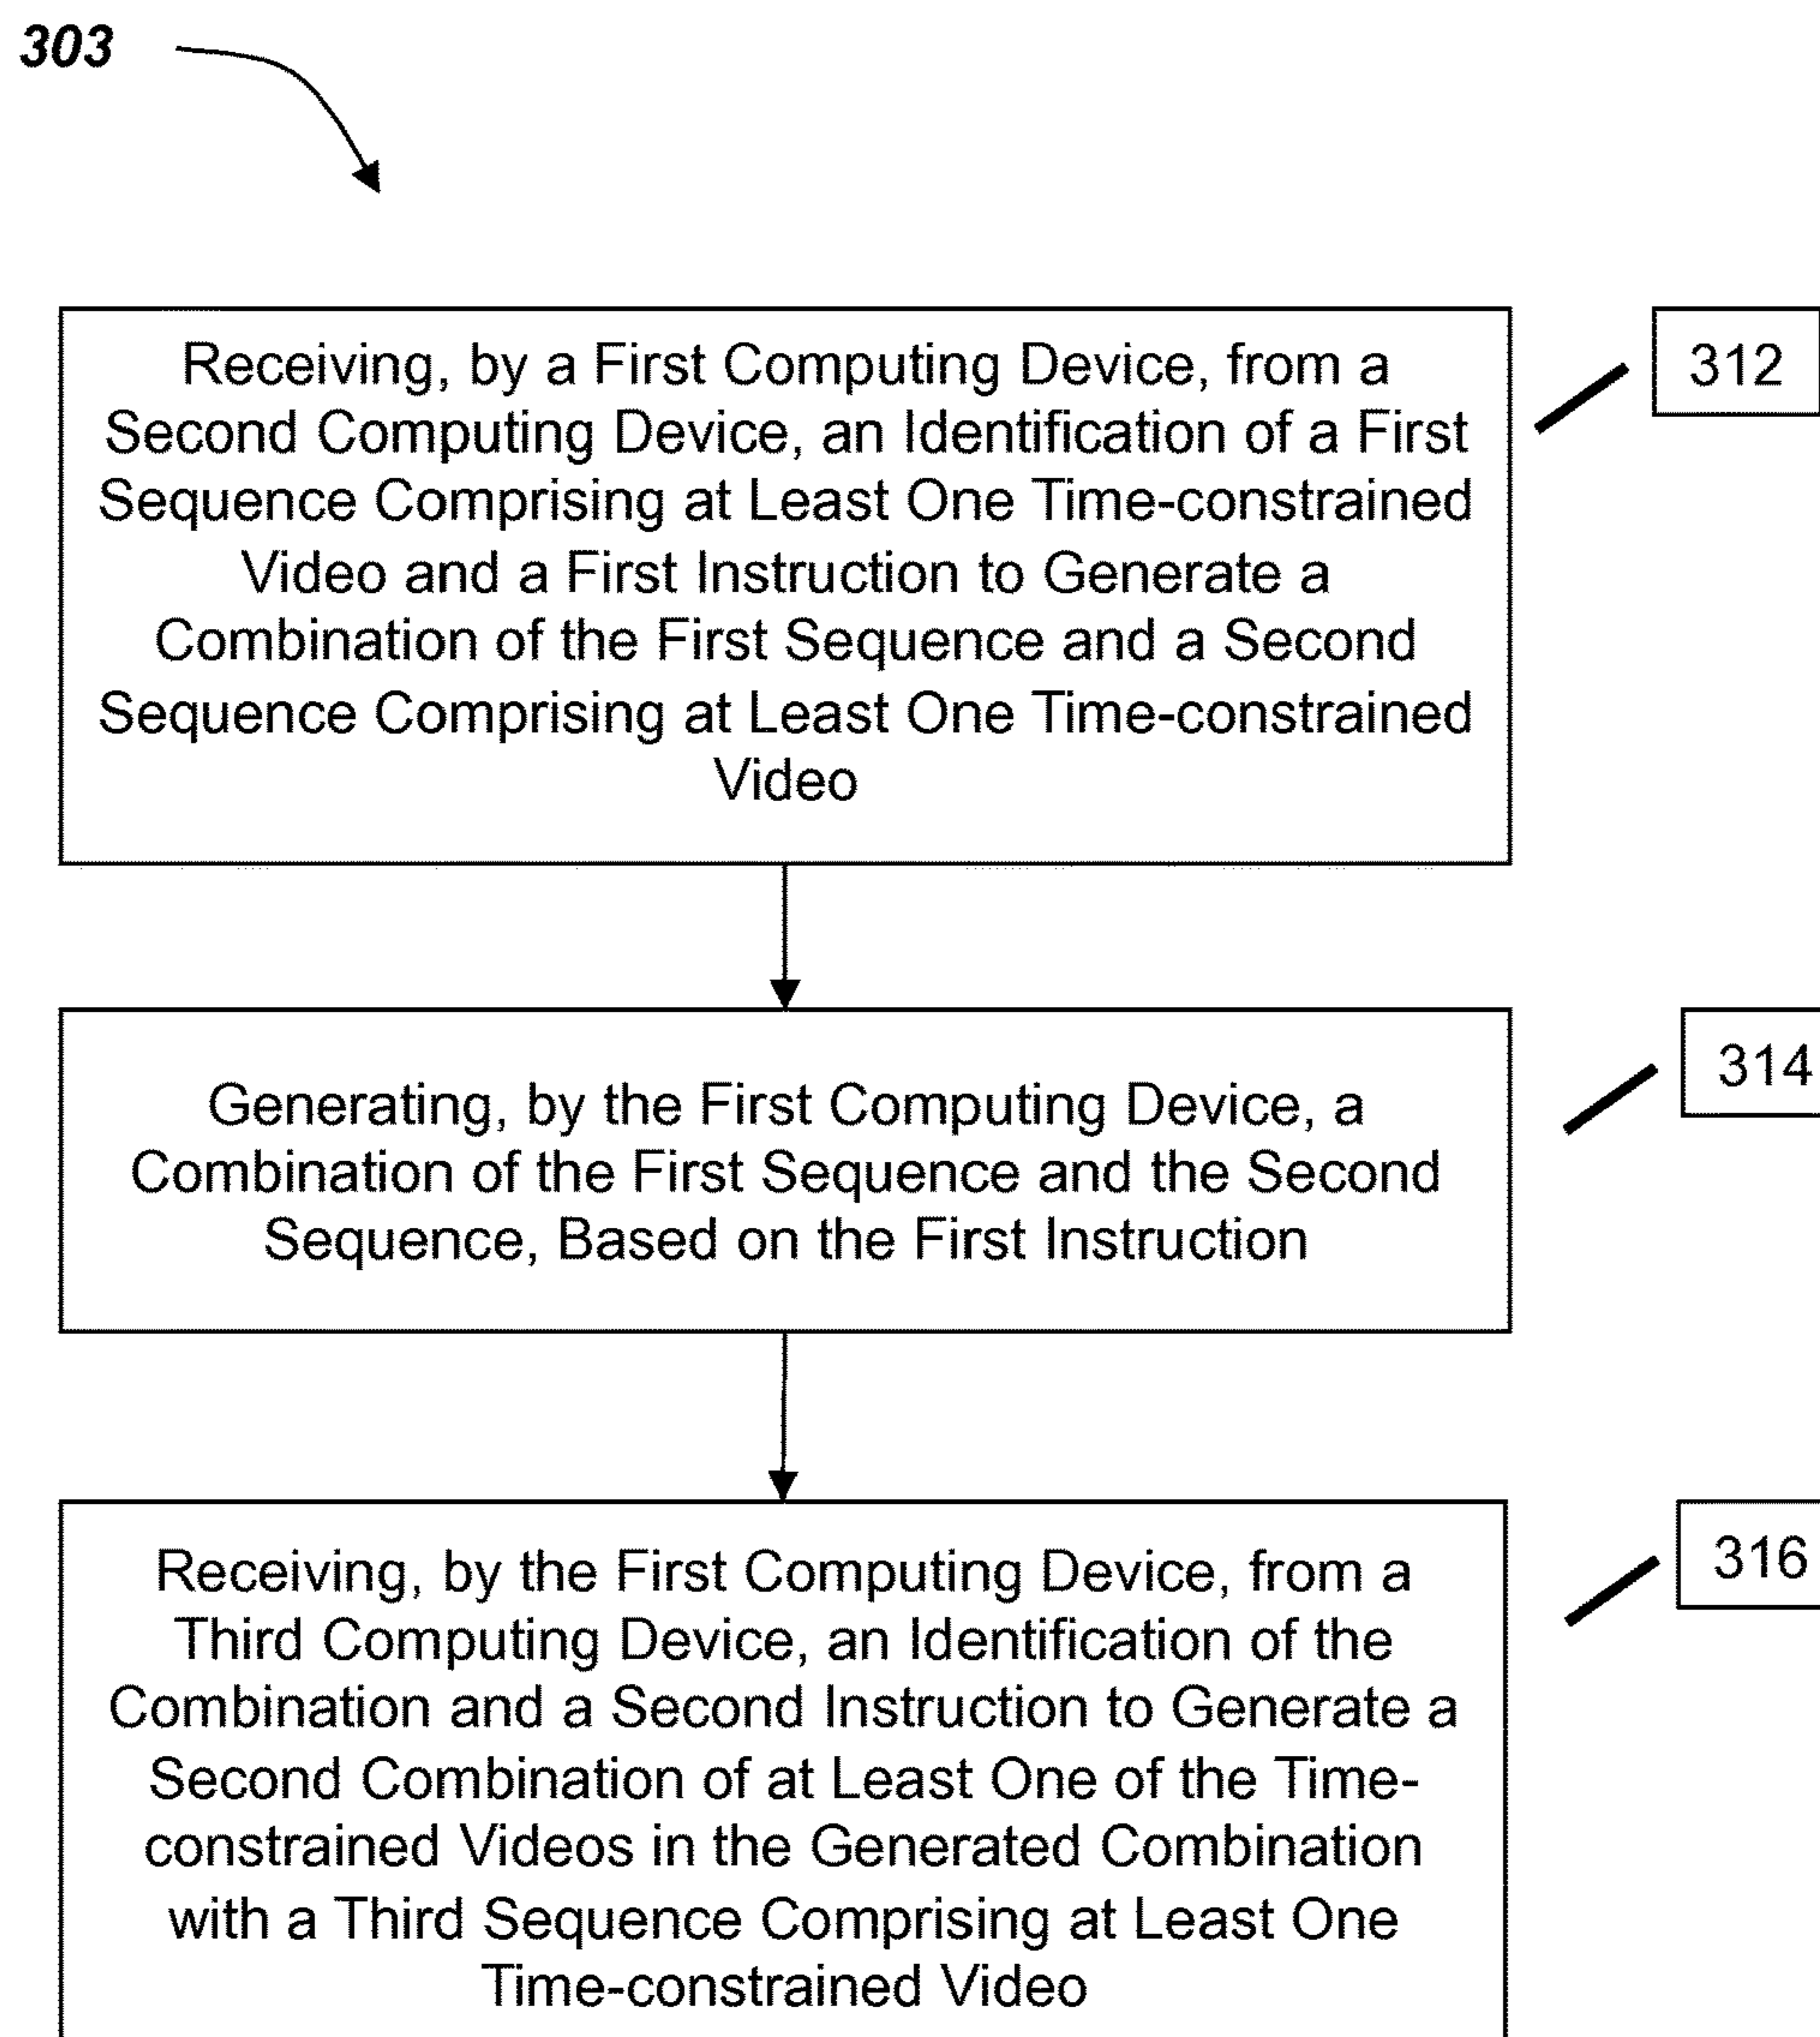 303
Receiving, by a First Computing Device, from a
Second Computing Device, an Identification of a First
Sequence Comprising at Least One Time-constrained
Video and a First Instruction to Generate a
Combination of the First Sequence and a Second
Sequence Comprising at Least One Time-constrained
Video
312
Generating, by the First Computing Device, a
Combination of the First Sequence and the Second
Sequence, Based on the First Instruction
314
Receiving, by the First Computing Device, from a
Third Computing Device, an Identification of the
Combination and a Second Instruction to Generate a
Second Combination of at Least One of the Time-
constrained Videos in the Generated Combination
with a Third Sequence Comprising at Least One
Time-constrained Video
316